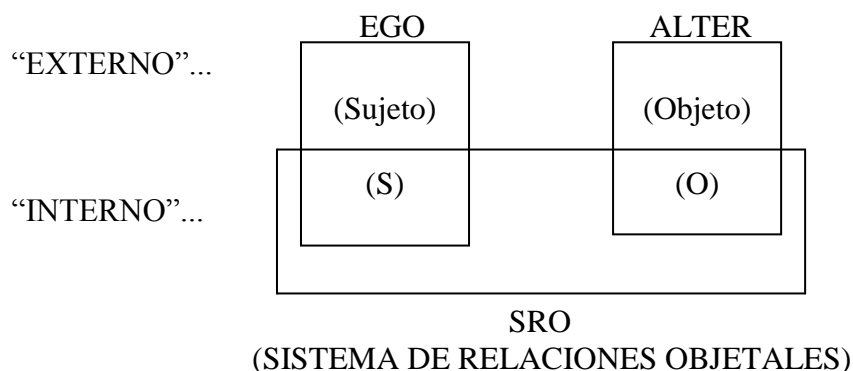 EGO ALTER
“EXTERNO”...
(Sujeto) (Objeto)
(S) (O)
“INTERNO”...
SRO
(SISTEMA DE RELACIONES OBJETALES)